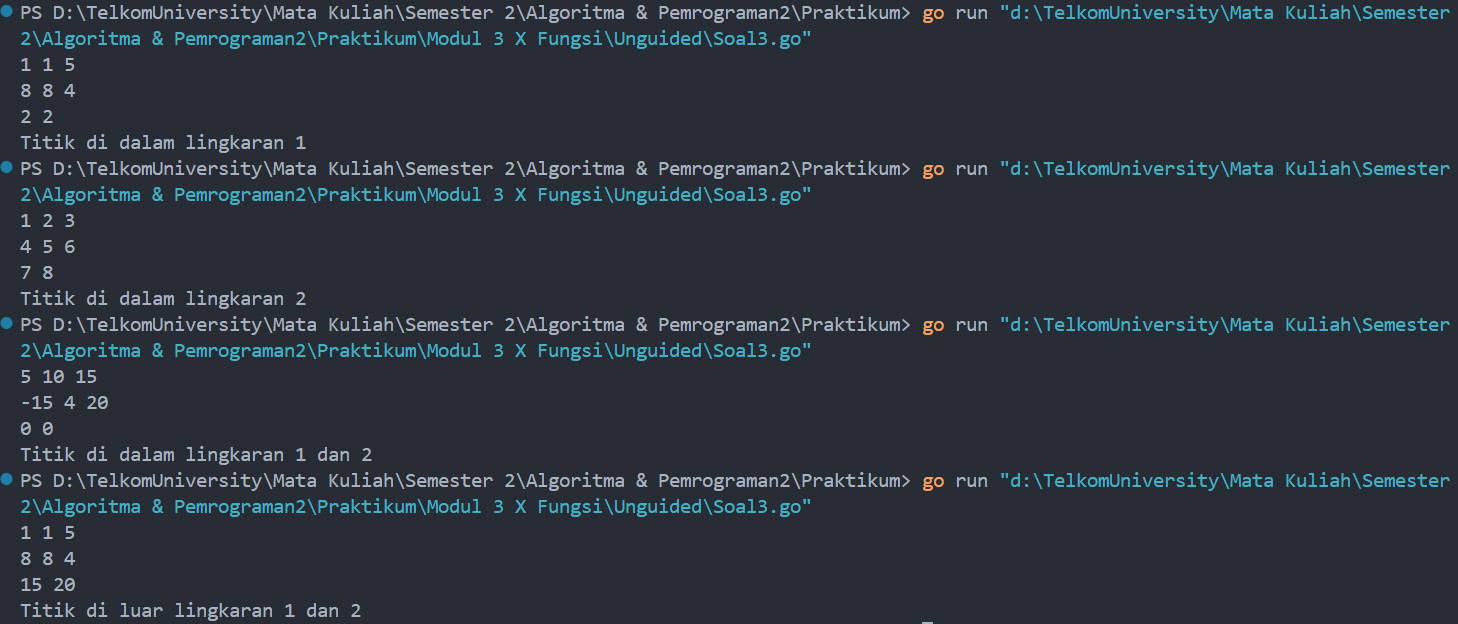 PS D:\TelkomUniversity\Mata Kuliah\Semester 2\Algoritma & Pemrograman2\Praktikum> go run "d:\TelkomUniversity\Mata Kuliah\Semester
2\Algoritma & Pemrograman2\Praktikum\Modul 3 X Fungsi\Unguided\Soal3.go"
1 1 5
8 8 4
2 2
Titik di dalam lingkaran 1
PS D:\TelkomUniversity\Mata Kuliah\Semester 2\Algoritma & Pemrograman2\Praktikum> go run "d:\TelkomUniversity\Mata Kuliah\Semester
2\Algoritma & Pemrograman2\Praktikum\Modul 3 X Fungsi\Unguided\Soal3.go"
1 2 3
4 5 6
7 8
Titik di dalam lingkaran 2
PS D:\TelkomUniversity\Mata Kuliah\Semester 2\Algoritma & Pemrograman2\Praktikum> go run "d:\TelkomUniversity\Mata Kuliah\Semester
2\Algoritma & Pemrograman2\Praktikum\Modul 3 X Fungsi\Unguided\Soal3.go"
5 10 15
-15 4 20
0 0
Titik di dalam lingkaran 1 dan 2
PS D:\TelkomUniversity\Mata Kuliah\Semester 2\Algoritma & Pemrograman2\Praktikum> go run "d:\TelkomUniversity\Mata Kuliah\Semester
2\Algoritma & Pemrograman2\Praktikum\Modul 3 X Fungsi\Unguided\Soal3.go"
1 1 5
8 8 4
15 20
Titik di luar lingkaran 1 dan 2